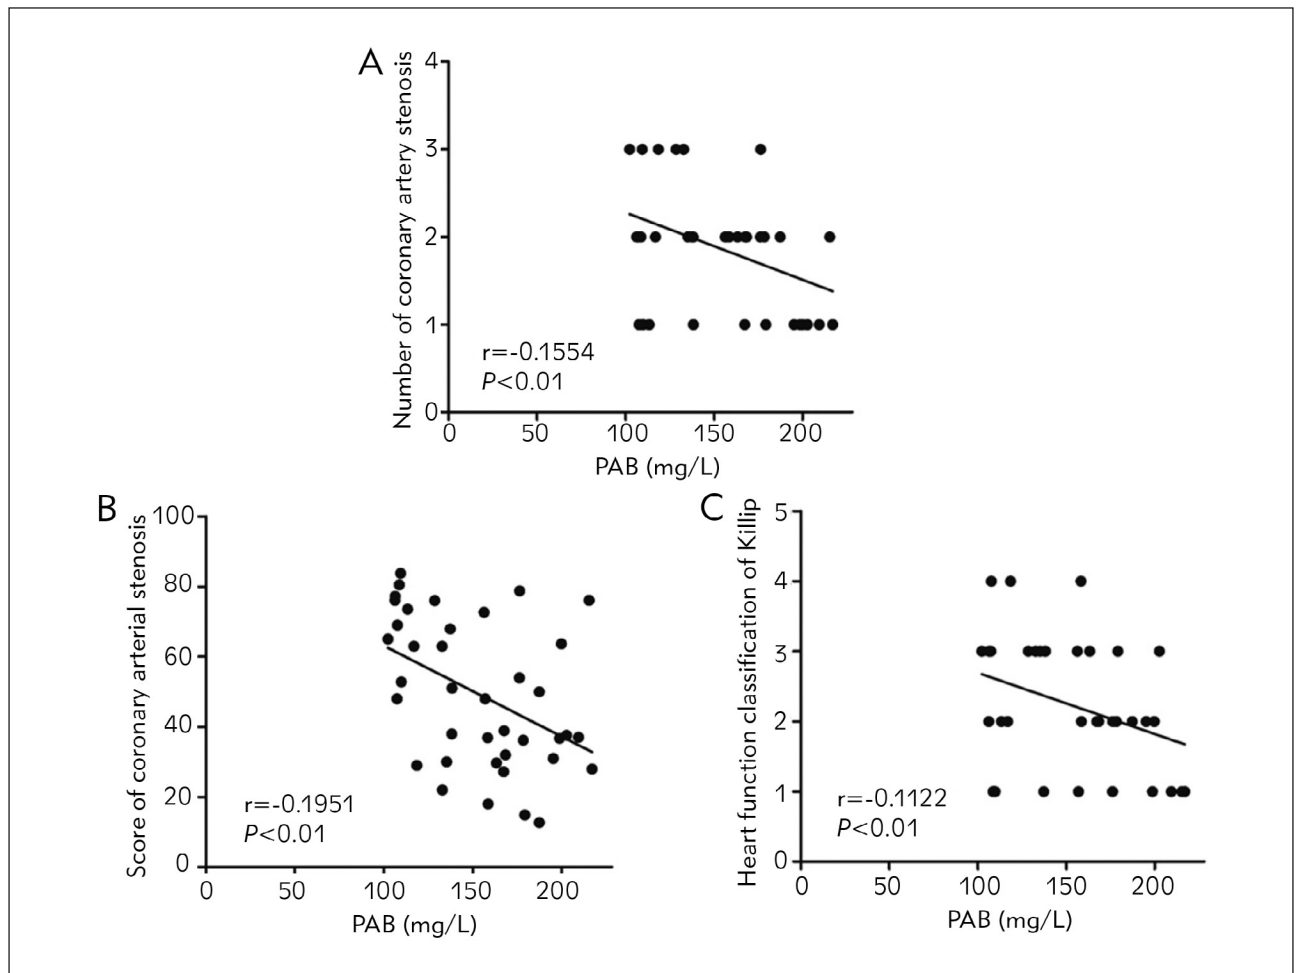 A
Number of coronary artery stenosis
4
3
2
1
0
r=-0.1554
P<0.01
0 50 100 150 200
PAB (mg/L)
B
Score of coronary arterial stenosis
100
80
60
40
20
0
r=-0.1951
P<0.01
0 50 100 150 200
PAB (mg/L)
C
Heart function classification of Killip
5
4
3
2
1
0
r=-0.1122
P<0.01
0 50 100 150 200
PAB (mg/L)